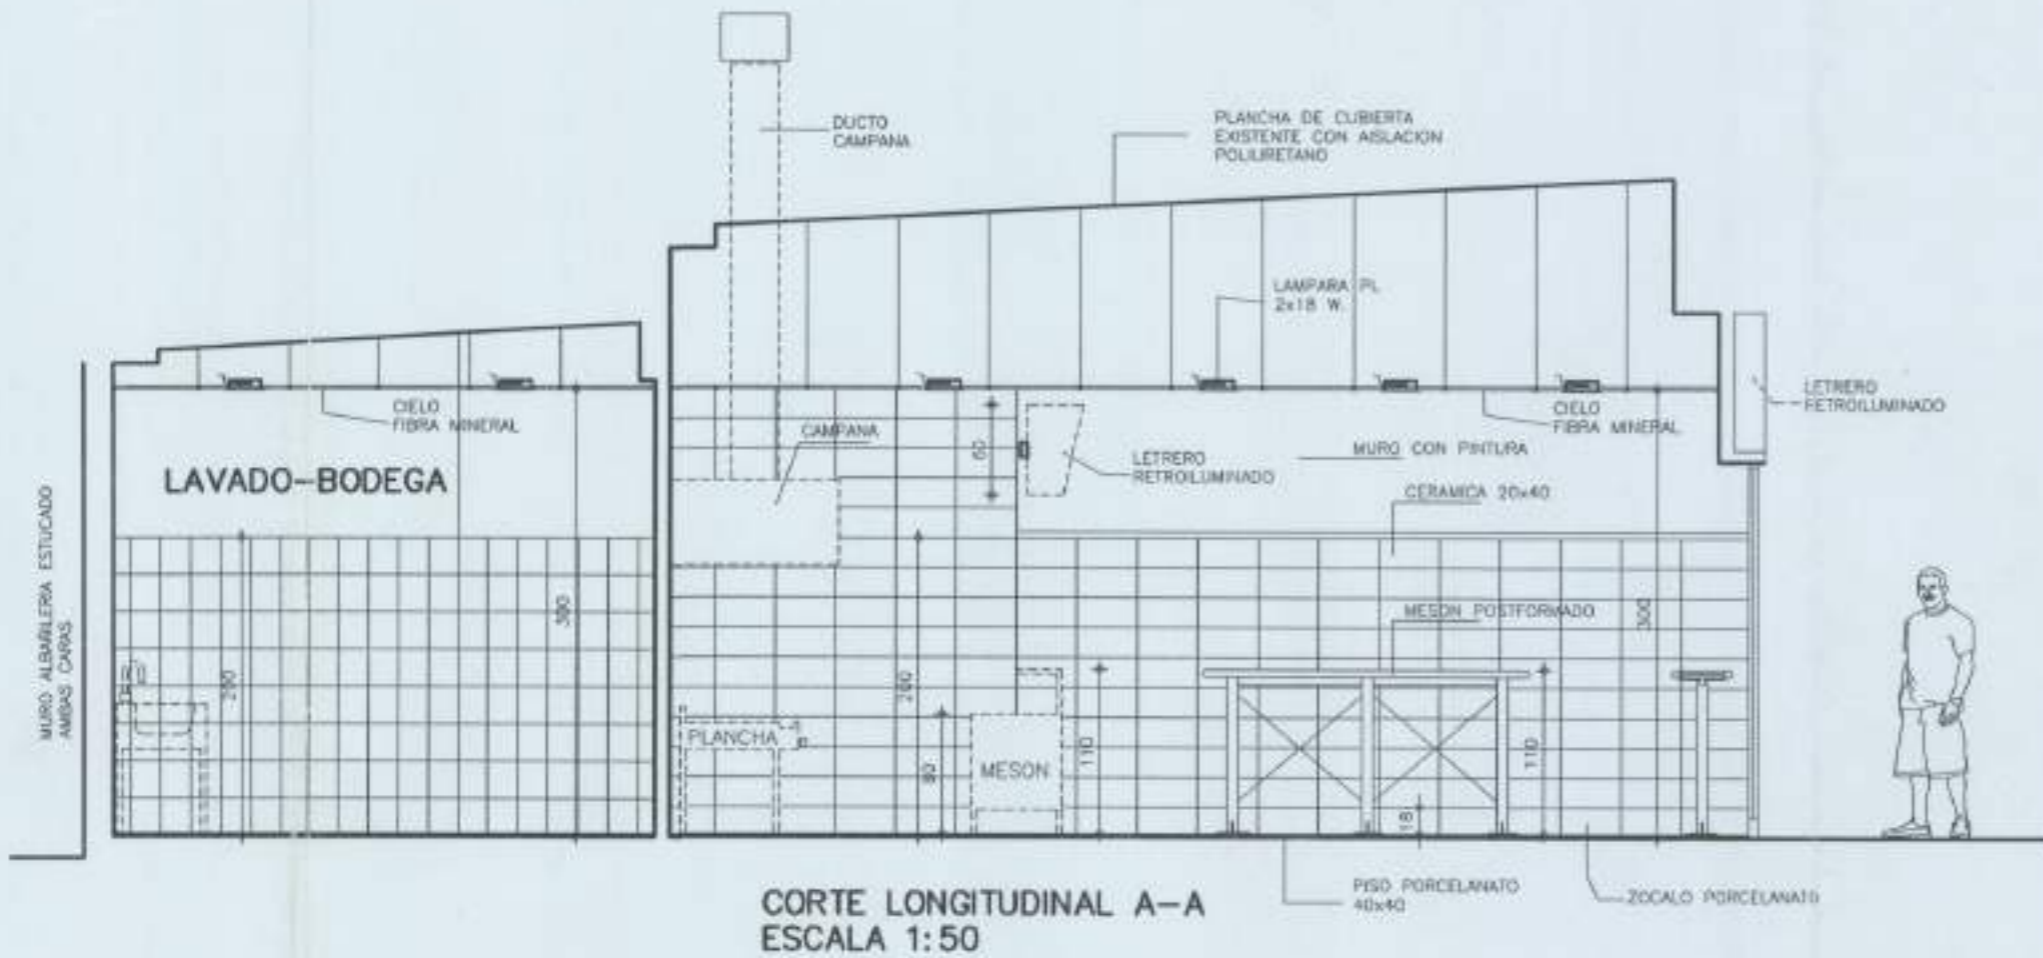 DUCTO
CAMPANA
PLANCHA DE CUBIERTA
EXISTENTE CON AISLACION
POLIURETANO
LAMPARA PL
2x18 W.
LETRERO
RETROILUMINADO
CIELO
FIBRA MINERAL
CAMPANA
60
LETRERO
RETROILUMINADO
MURO CON PINTURA
CIELO
FIBRA MINERAL
CERAMICA 20x40
LAVADO-BODEGA
MURO ALBAÑILERIA ESTUCADO
AMBAS CARAS
200
300
200
MESON POSTFORMADO
300
PLANCHA
80
MESON
110
110
18
PISO PORCELANATO
40x40
ZOCALO PORCELANATO
CORTE LONGITUDINAL A-A
ESCALA 1:50